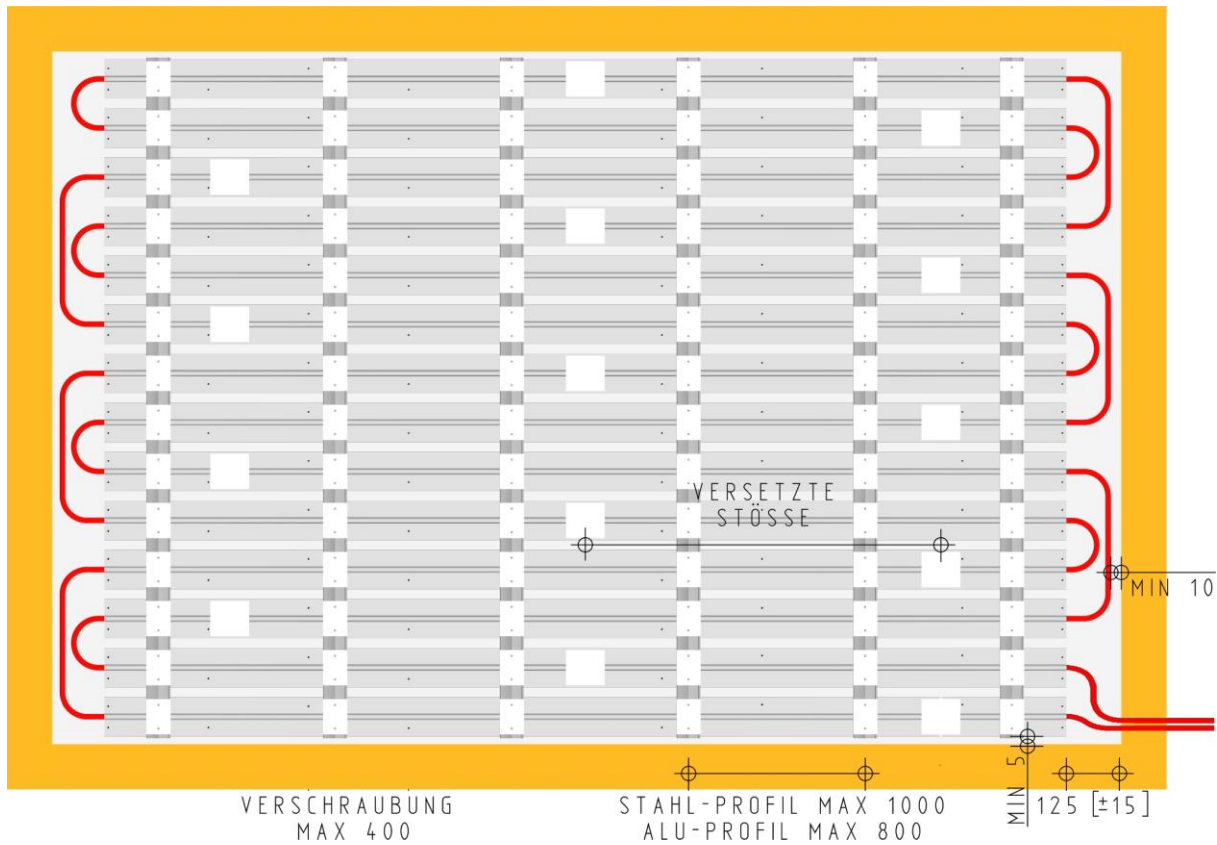 VERSETZTE
STÖSSE
MIN 10
MIN 5
125 [±15]
VERSCHRAUBUNG
MAX 400
STAHL-PROFIL MAX 1000
ALU-PROFIL MAX 800